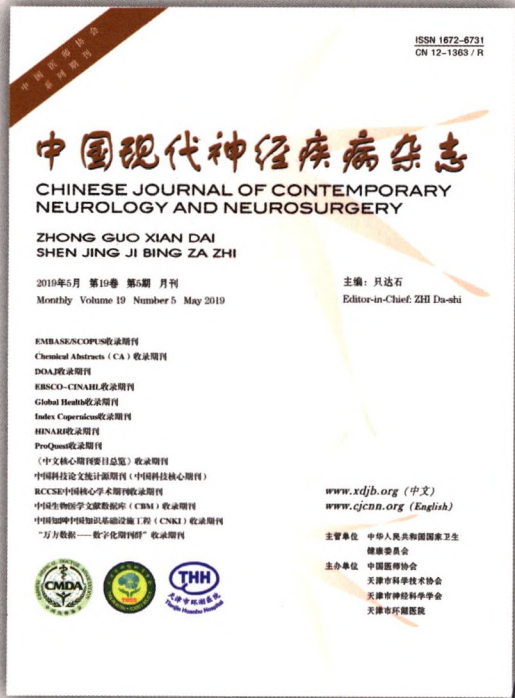 中国医师协会
系列期刊
ISSN 1672-6731
CN 12-1363 / R
中国现代神经疾病杂志
CHINESE JOURNAL OF CONTEMPORARY
NEUROLOGY AND NEUROSURGERY
ZHONG GUO XIAN DAI
SHEN JING JI BING ZA ZHI
2019年5月 第19卷 第5期 月刊
Monthly Volume 19 Number 5 May 2019
主编：只达石
Editor-in-Chief: ZHI Da-shi
EMBASE/SCOPUS收录期刊
Chemical Abstracts（CA）收录期刊
DOAJ收录期刊
EBSCO-CINAHL收录期刊
Global Health收录期刊
Index Copernicus收录期刊
HINARI收录期刊
ProQuest收录期刊
《中文核心期刊要目总览》收录期刊
中国科技论文统计源期刊（中国科技核心期刊）
RCCSE中国核心学术期刊收录期刊
中国生物医学文献数据库（CBM）收录期刊
中国知网中国知识基础设施工程（CNKI）收录期刊
“万方数据——数字化期刊群”收录期刊
www.xdjb.org (中文)
www.cjcnn.org (English)
主管单位 中华人民共和国国家卫生
健康委员会
主办单位 中国医师协会
天津市科学技术协会
天津市神经科学学会
天津市环湖医院
CMDA
THH
天津市环湖医院
Tianjin Huanhu Hospital